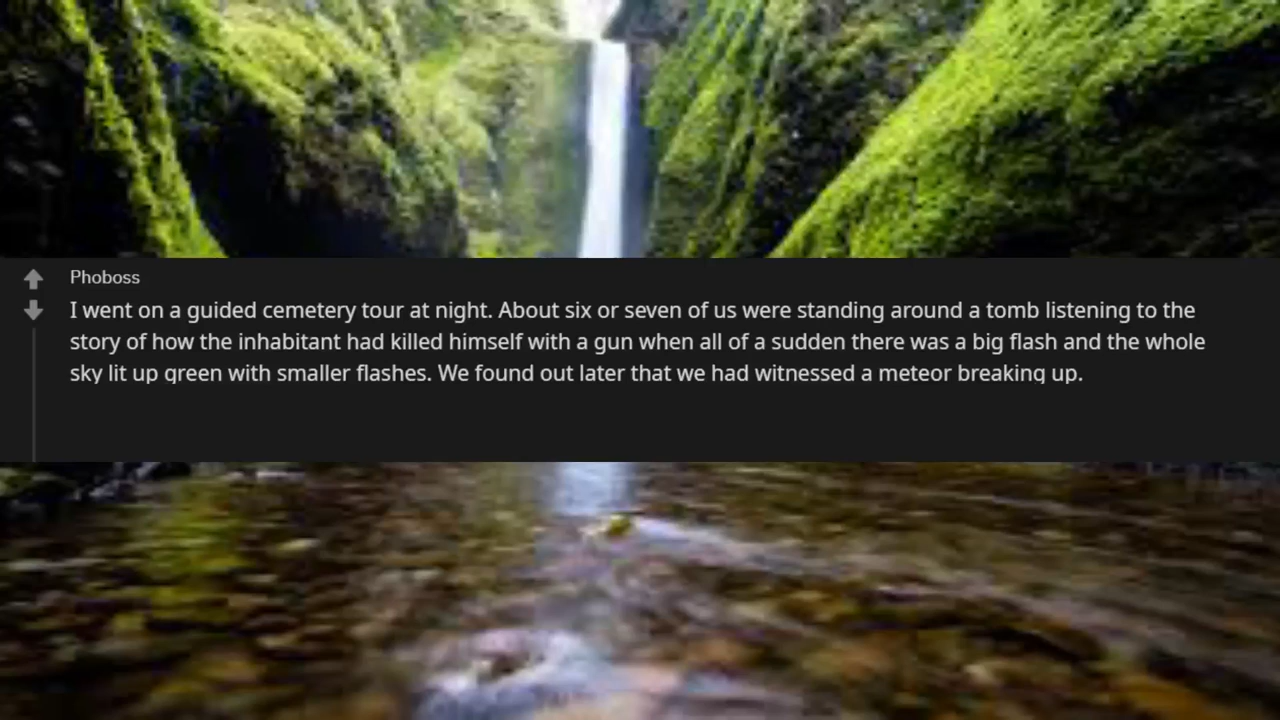 Phoboss
I went on a guided cemetery tour at night. About six or seven of us were standing around a tomb listening to the
story of how the inhabitant had killed himself with a gun when all of a sudden there was a big flash and the whole
sky lit up green with smaller flashes. We found out later that we had witnessed a meteor breaking up.